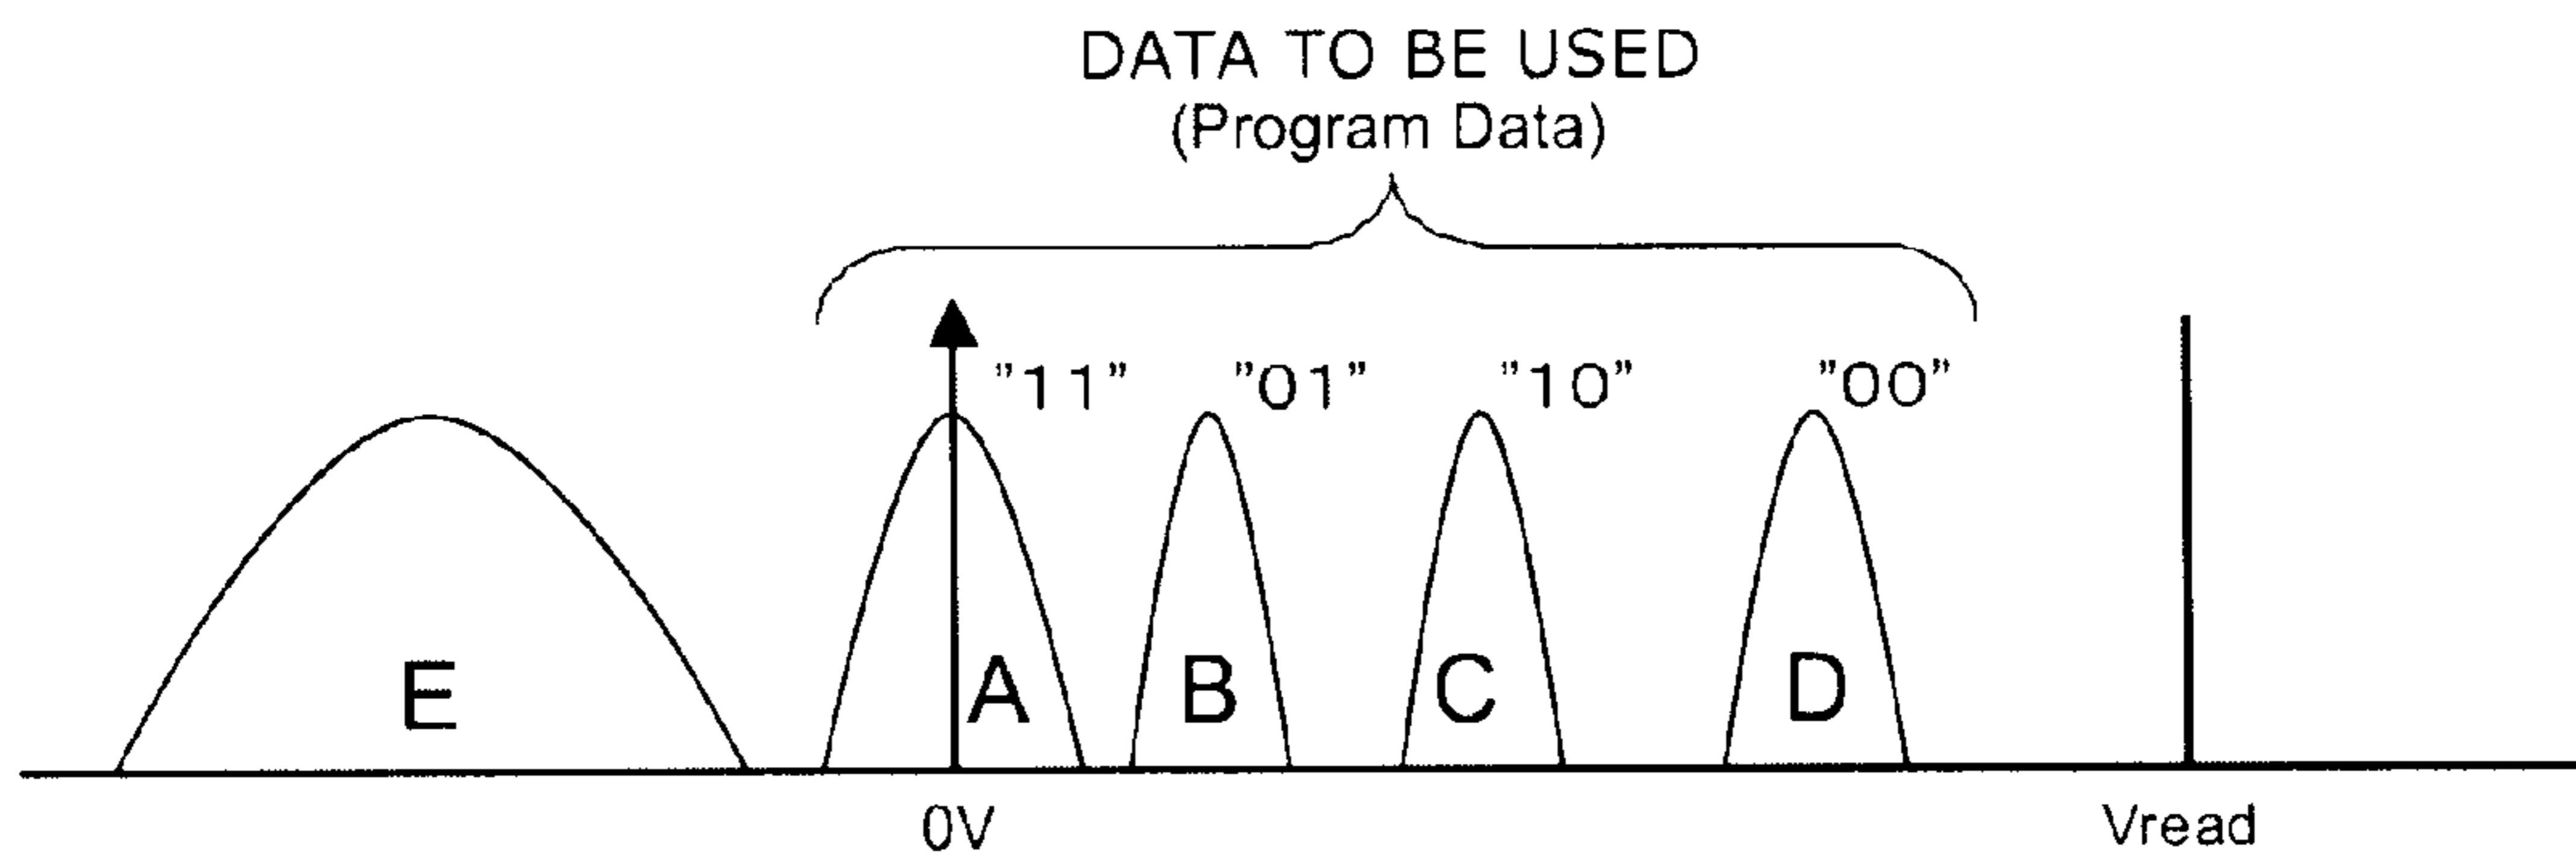 DATA TO BE USED
(Program Data)
"11" "01" "10" "00"
E A B C D
0V Vread